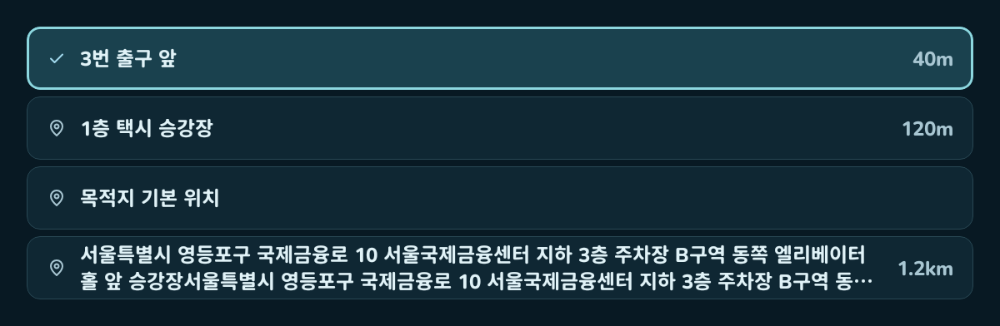 3번 출구 앞 40m
1층 택시 승강장 120m
목적지 기본 위치
서울특별시 영등포구 국제금융로 10 서울국제금융센터 지하 3층 주차장 B구역 동쪽 엘리베이터
홀 앞 승강장서울특별시 영등포구 국제금융로 10 서울국제금융센터 지하 3층 주차장 B구역 동… 1.2km